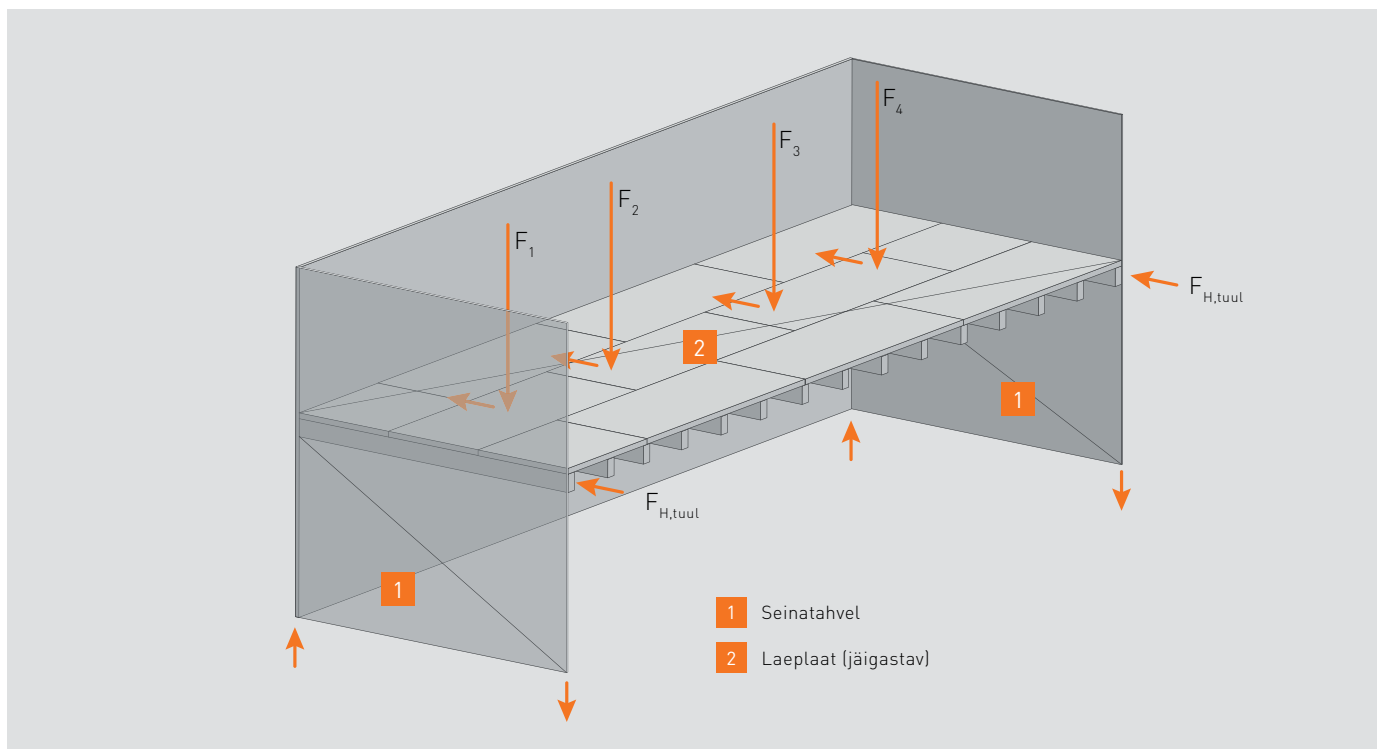 F4
F3
F2
F1
FH,tuul
2
1
FH,tuul
1
1 Seinatahvel
2 Laeplaat (jäigastav)